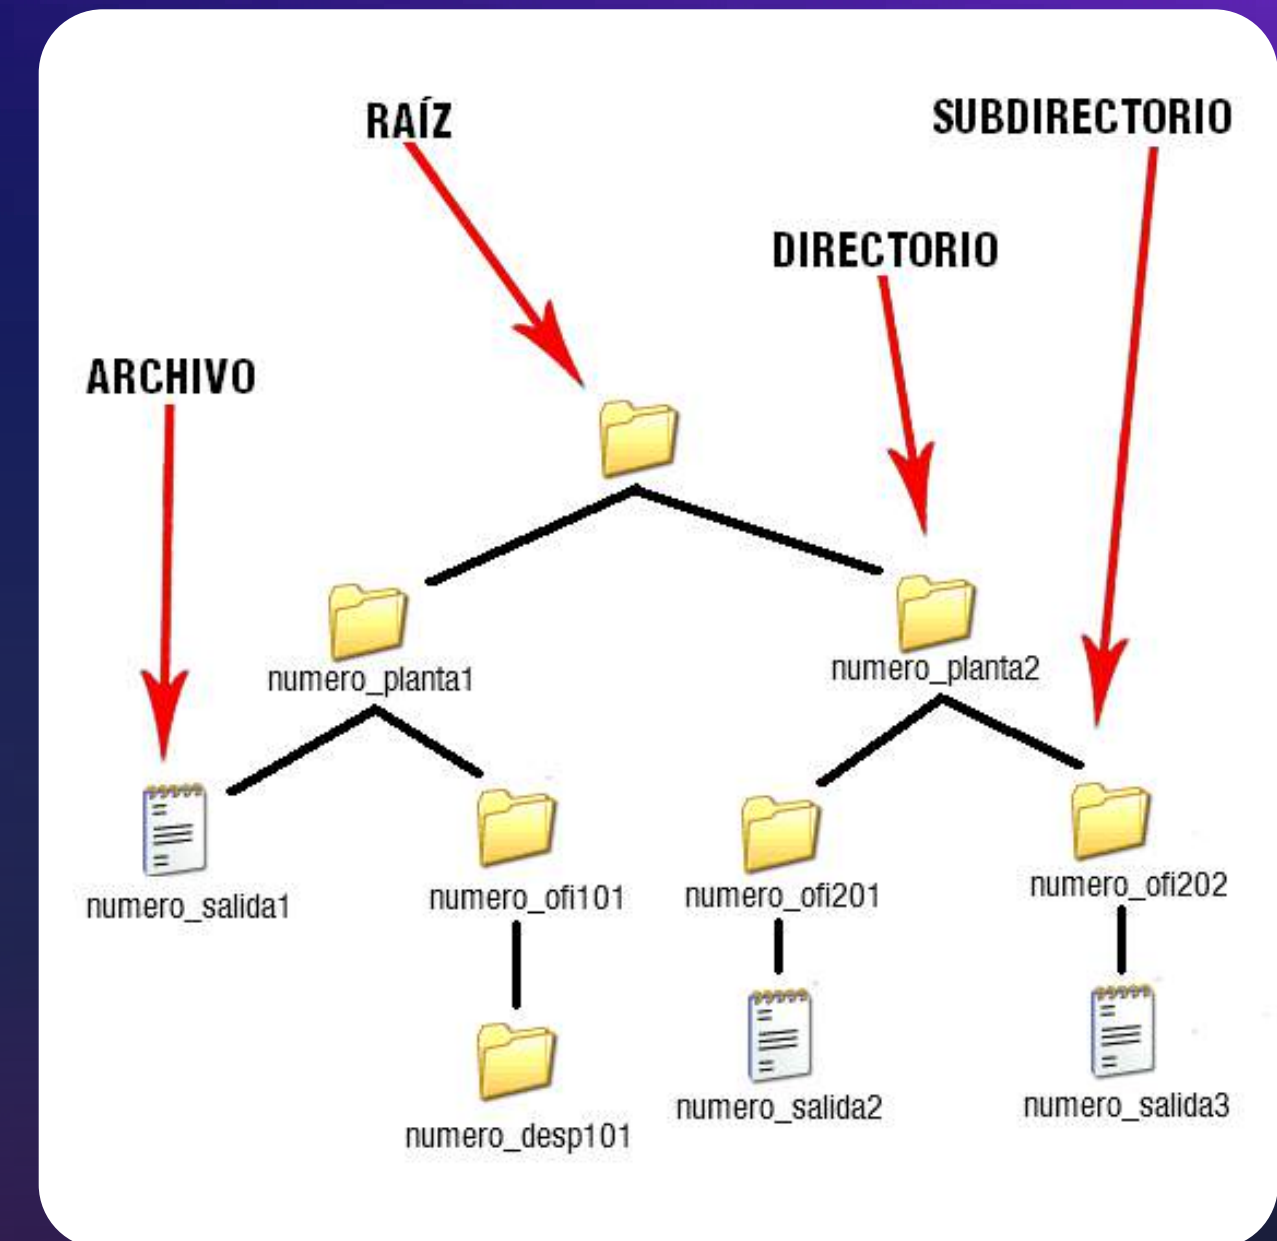 RAÍZ
SUBDIRECTORIO
DIRECTORIO
ARCHIVO
numero_planta1
numero_planta2
numero_salida1
numero_ofi101
numero_ofi201
numero_ofi202
numero_desp101
numero_salida2
numero_salida3